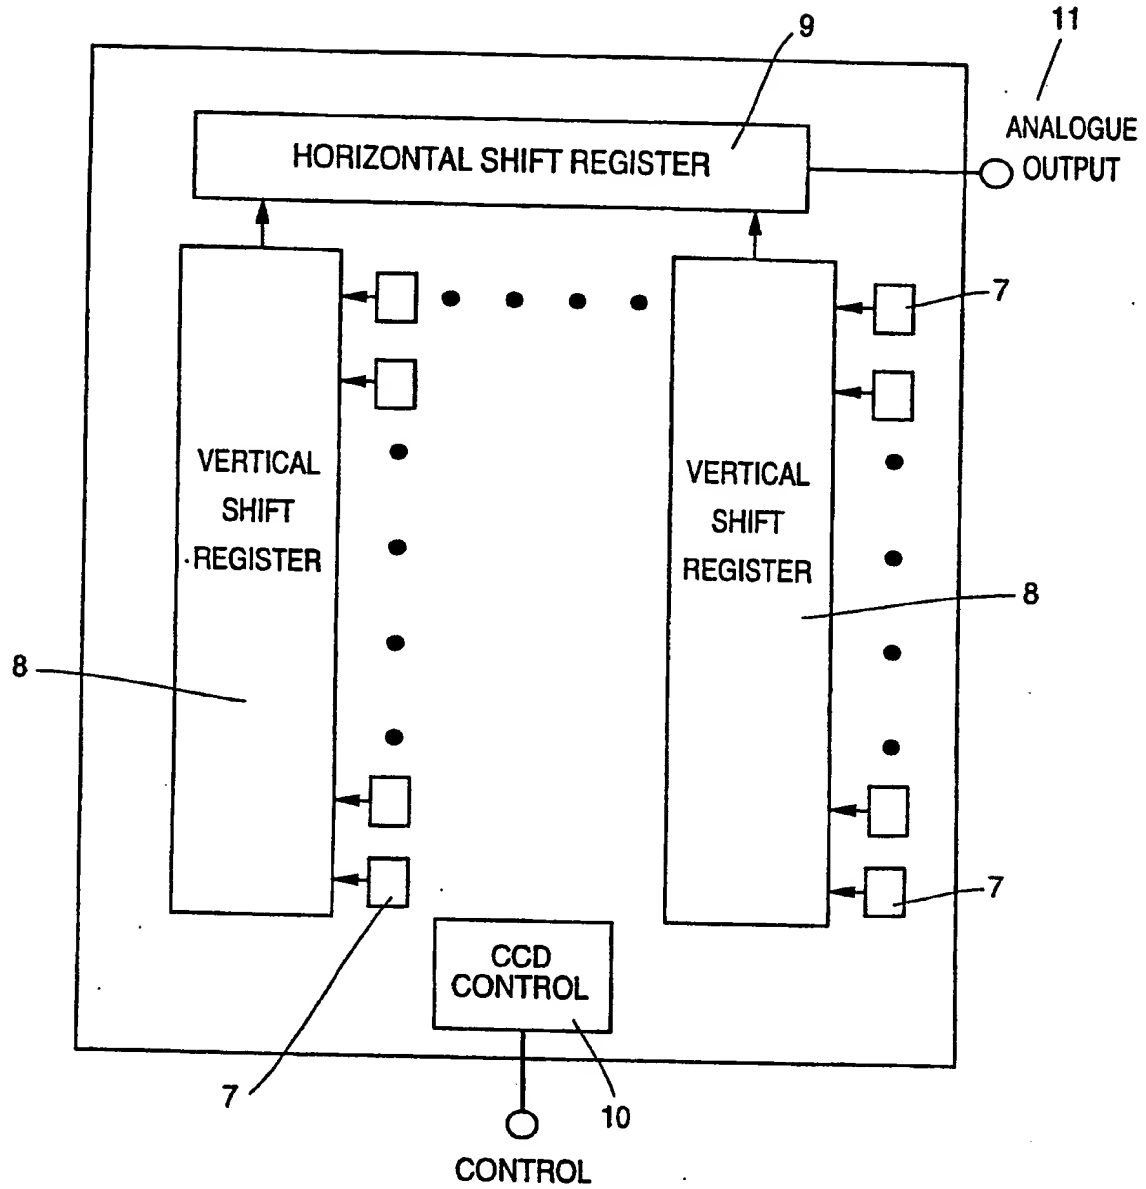 9
11
ANALOGUE
OUTPUT
HORIZONTAL SHIFT REGISTER
7
VERTICAL
SHIFT
REGISTER
VERTICAL
SHIFT
REGISTER
8
8
7
CCD
CONTROL
7
10
CONTROL